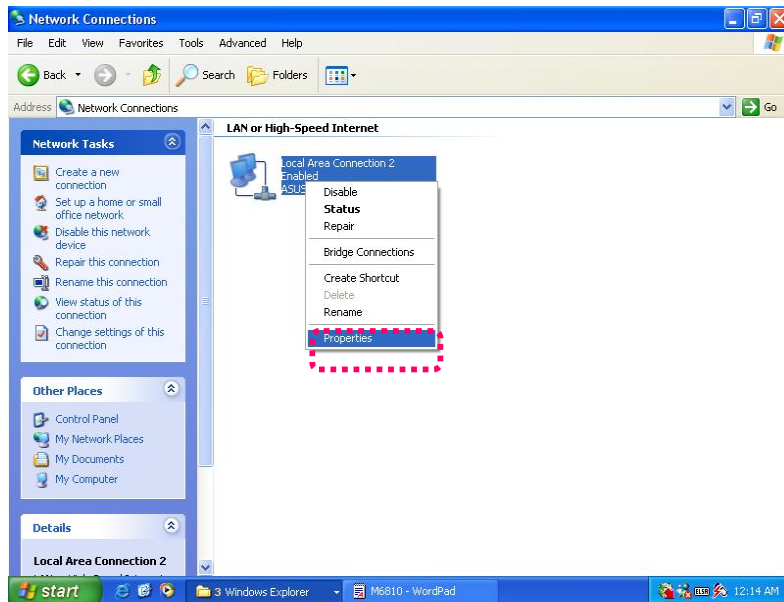 Network Connections
File Edit View Favorites Tools Advanced Help
Back Search Folders
Address Network Connections Go
Network Tasks
Create a new
connection
Set up a home or small
office network
Disable this network
device
Repair this connection
Rename this connection
View status of this
connection
Change settings of this
connection
Other Places
Control Panel
My Network Places
My Documents
My Computer
Details
Local Area Connection 2
LAN or High-Speed Internet
Local Area Connection 2
Enabled
ASUS
Disable
Status
Repair
Bridge Connections
Create Shortcut
Delete
Rename
Properties
start 3 Windows Explorer M6810 - WordPad 12:14 AM